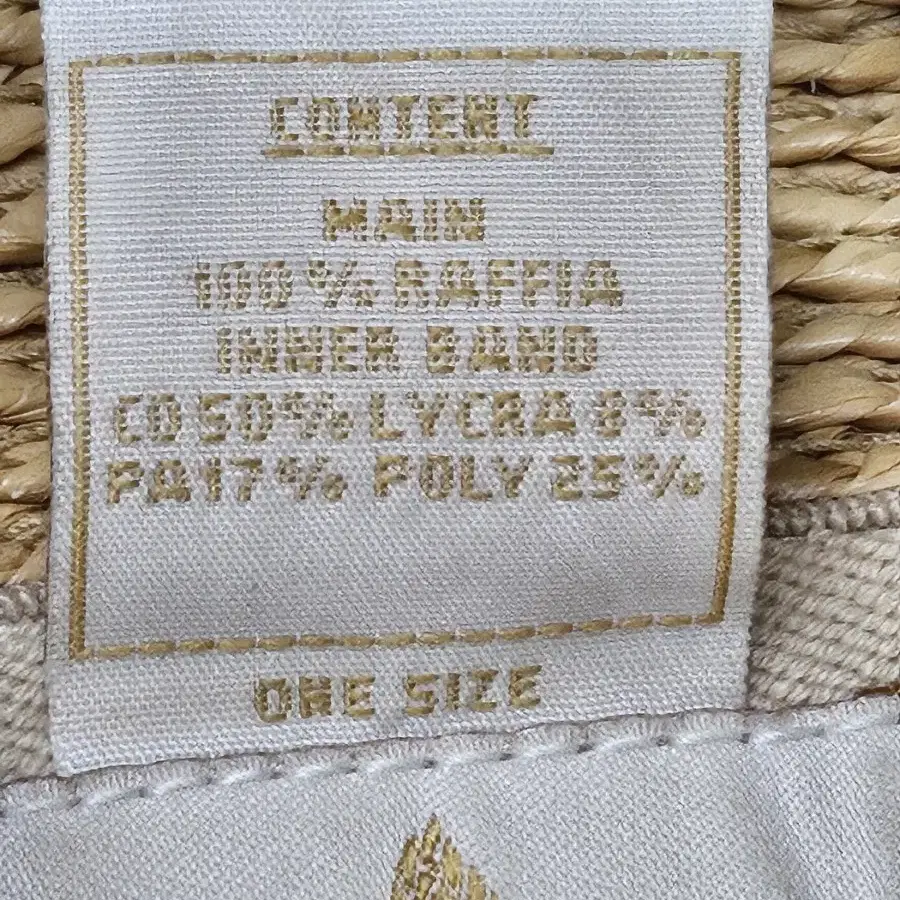 CONTENT
MAIN
100% RAFFIA
INNER BAND
CO 50% LYCRA 8%
PA 17% POLY 25%
ONE SIZE